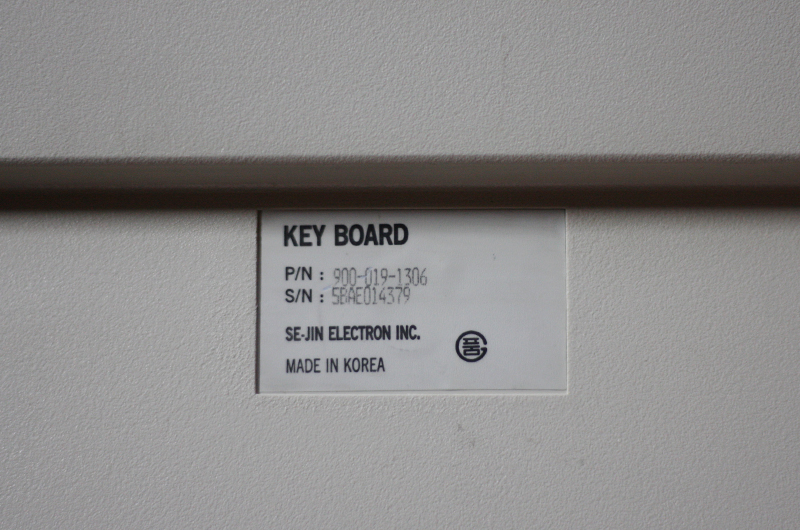 KEY BOARD
P/N : 900-019-1306
S/N : SBAE014379
SE-JIN ELECTRON INC.
품
MADE IN KOREA